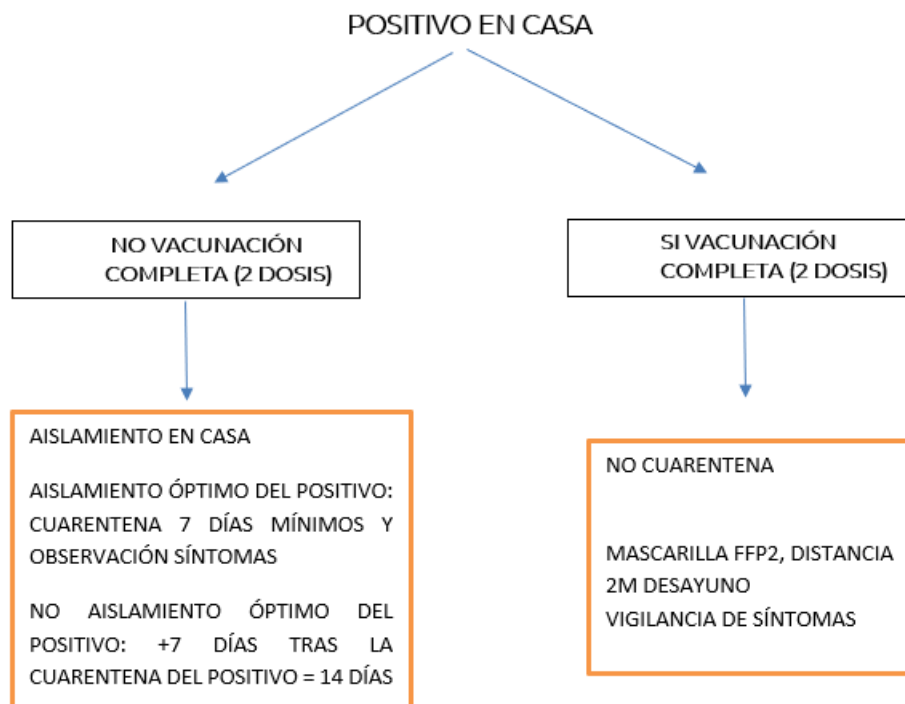 POSITIVO EN CASA
NO VACUNACIÓN
COMPLETA (2 DOSIS)
SI VACUNACIÓN
COMPLETA (2 DOSIS)
AISLAMIENTO EN CASA
AISLAMIENTO ÓPTIMO DEL POSITIVO:
CUARENTENA 7 DÍAS MÍNIMOS Y
OBSERVACIÓN SÍNTOMAS
NO AISLAMIENTO ÓPTIMO DEL
POSITIVO: +7 DÍAS TRAS LA
CUARENTENA DEL POSITIVO = 14 DÍAS
NO CUARENTENA
MASCARILLA FFP2, DISTANCIA
2M DESAYUNO
VIGILANCIA DE SÍNTOMAS